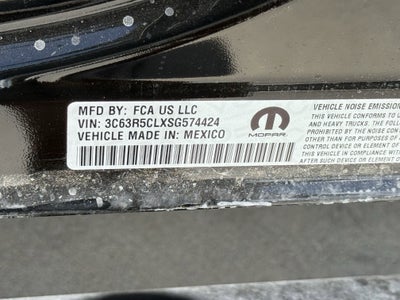 MFD BY: FCA US LLC
VIN: 3C63R5CLXSG574424
VEHICLE MADE IN: MEXICO
MOPAR
VEHICLE NOISE EMISSION
THIS VEHICLE CONFORMS TO
AND HEAVY TRUCKS. THE FO
PROHIBITED BY THE NOISE CO
OTHER THAN FOR PURPOSES OF
CONTROL DEVICE OR ELEMENT
SUCH DEVICE OR ELEMENT OF
THIS VEHICLE IN COMPLIANCE WITH
AFTER